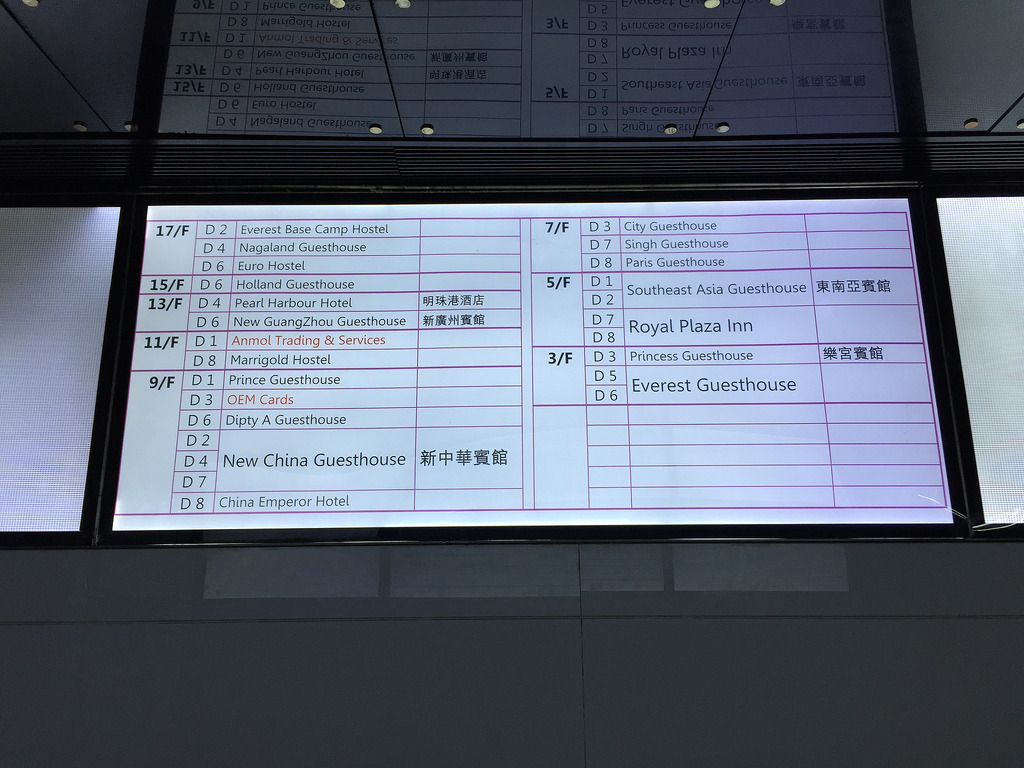 17/F D 2 Everest Base Camp Hostel
D 4 Nagaland Guesthouse
D 6 Euro Hostel
15/F D 6 Holland Guesthouse
13/F D 4 Pearl Harbour Hotel 明珠港酒店
D 6 New GuangZhou Guesthouse 新廣州賓館
11/F D 1 Anmol Trading & Services
D 8 Marrigold Hostel
9/F D 1 Prince Guesthouse
D 3 OEM Cards
D 6 Dipty A Guesthouse
D 2
D 4 New China Guesthouse 新中華賓館
D 7
D 8 China Emperor Hotel
7/F D 3 City Guesthouse
D 7 Singh Guesthouse
D 8 Paris Guesthouse
5/F D 1
D 2 Southeast Asia Guesthouse 東南亞賓館
D 7
D 8 Royal Plaza Inn
3/F D 3 Princess Guesthouse 樂宮賓館
D 5
D 6 Everest Guesthouse